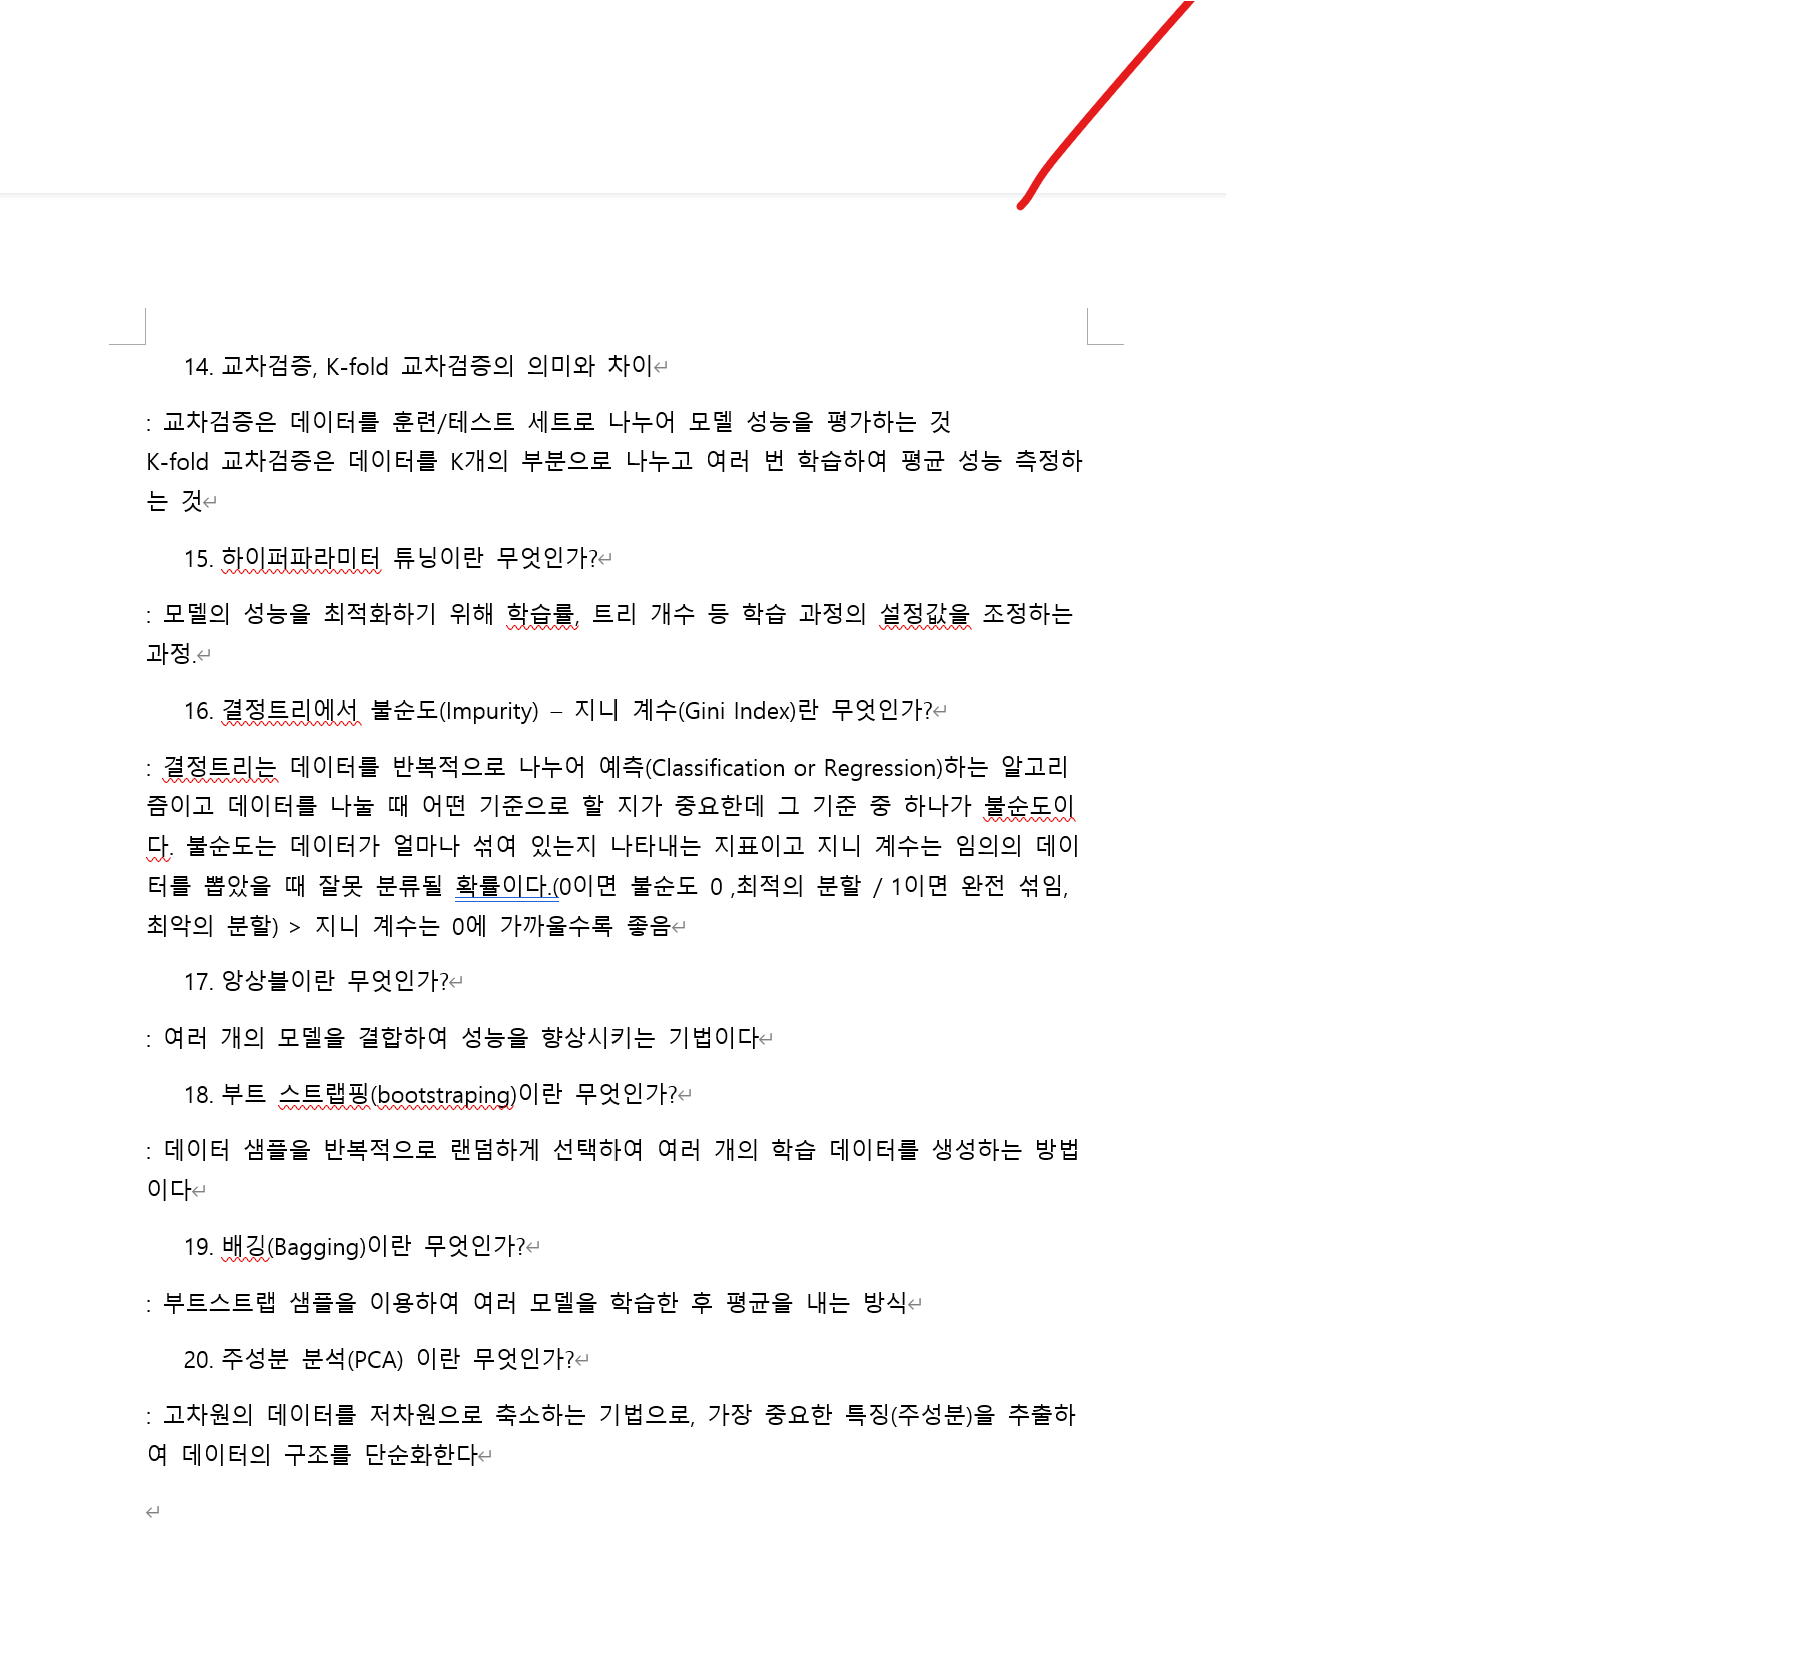 14. 교차검증, K-fold 교차검증의 의미와 차이
: 교차검증은 데이터를 훈련/테스트 세트로 나누어 모델 성능을 평가하는 것
K-fold 교차검증은 데이터를 K개의 부분으로 나누고 여러 번 학습하여 평균 성능 측정하
는 것
15. 하이퍼파라미터 튜닝이란 무엇인가?
: 모델의 성능을 최적화하기 위해 학습률, 트리 개수 등 학습 과정의 설정값을 조정하는
과정.
16. 결정트리에서 불순도(Impurity) – 지니 계수(Gini Index)란 무엇인가?
: 결정트리는 데이터를 반복적으로 나누어 예측(Classification or Regression)하는 알고리
즘이고 데이터를 나눌 때 어떤 기준으로 할 지가 중요한데 그 기준 중 하나가 불순도이
다. 불순도는 데이터가 얼마나 섞여 있는지 나타내는 지표이고 지니 계수는 임의의 데이
터를 뽑았을 때 잘못 분류될 확률이다.(0이면 불순도 0 ,최적의 분할 / 1이면 완전 섞임,
최악의 분할) > 지니 계수는 0에 가까울수록 좋음
17. 앙상블이란 무엇인가?
: 여러 개의 모델을 결합하여 성능을 향상시키는 기법이다
18. 부트 스트랩핑(bootstraping)이란 무엇인가?
: 데이터 샘플을 반복적으로 랜덤하게 선택하여 여러 개의 학습 데이터를 생성하는 방법
이다
19. 배깅(Bagging)이란 무엇인가?
: 부트스트랩 샘플을 이용하여 여러 모델을 학습한 후 평균을 내는 방식
20. 주성분 분석(PCA) 이란 무엇인가?
: 고차원의 데이터를 저차원으로 축소하는 기법으로, 가장 중요한 특징(주성분)을 추출하
여 데이터의 구조를 단순화한다